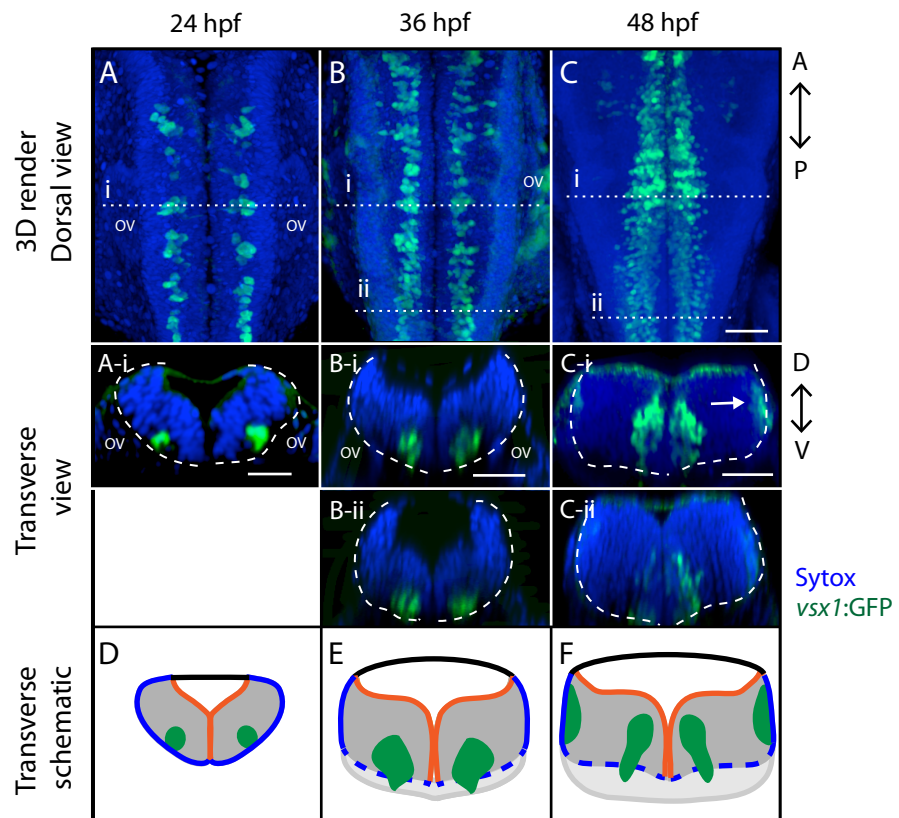 24 hpf
36 hpf
48 hpf
3D render
Dorsal view
A
i
ov
ov
B
i
ov
ii
C
i
ii
A
P
Transverse
view
A-i
ov
ov
B-i
ov
ov
C-i
D
V
B-ii
C-ii
Sytox
vsx1:GFP
Transverse
schematic
D
E
F